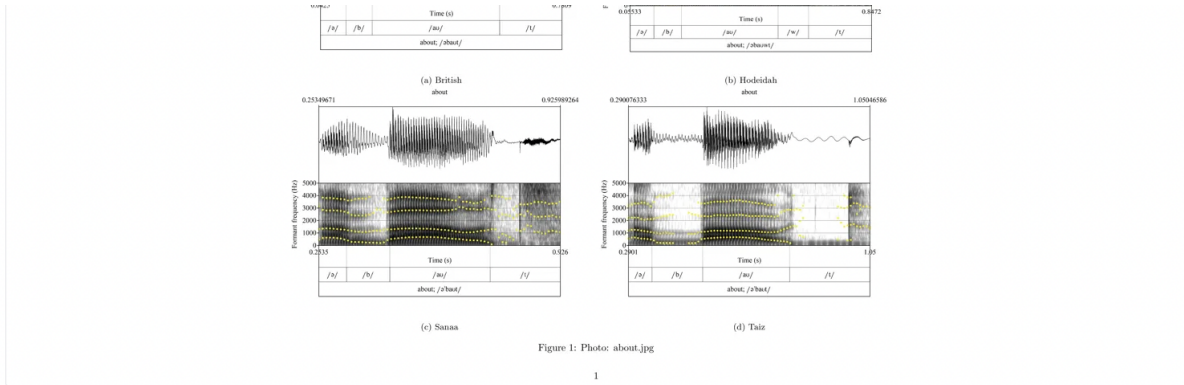 0.8472
0.05533
Time (s)
Time (s)
/ə/ /b/ /aʊ/ /t/
/ə/ /b/ /aʊ/ /w/ /t/
about; /əbaʊt/
about; /əbaʊwt/
(a) British
(b) Hodeidah
about
0.25349671 0.925989264
5000
4000
3000
2000
1000
0
Formant frequency (Hz)
0.2535 0.926
Time (s)
/ə/ /b/ /aʊ/ /t/
about; /ə'baʊt/
(c) Sanaa
about
0.290076333 1.05046586
5000
4000
3000
2000
1000
0
Formant frequency (Hz)
0.2901 1.05
Time (s)
/ə/ /b/ /aʊ/ /t/
about; /ə'baʊt/
(d) Taiz
Figure 1: Photo: about.jpg
1